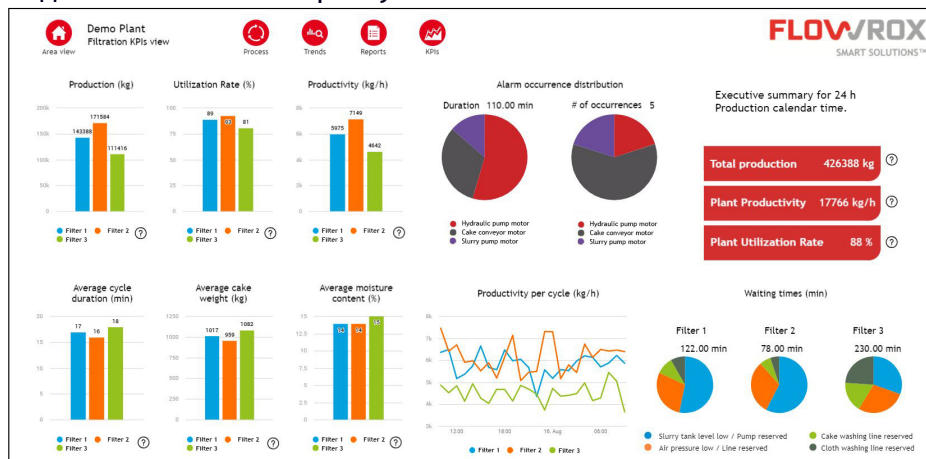 Demo Plant
Filtration KPIs view
Area view
Process
Trends
Reports
KPIs
FLOWROX
SMART SOLUTIONS™
Production (kg)
200k
150k
100k
50k
0
143388
171584
111416
Filter 1
Filter 2
Filter 3
?
Utilization Rate (%)
100
75
50
25
0
89
93
81
Filter 1
Filter 2
Filter 3
Productivity (kg/h)
8k
6k
4k
2k
0
5975
7149
4642
Filter 1
Filter 2
Filter 3
?
Alarm occurrence distribution
Duration 110.00 min
# of occurrences 5
Hydraulic pump motor
Cake conveyor motor
Slurry pump motor
Hydraulic pump motor
Cake conveyor motor
Slurry pump motor
Executive summary for 24 h
Production calendar time.
Total production 426388 kg ?
Plant Productivity 17766 kg/h ?
Plant Utilization Rate 88 % ?
Average cycle
duration (min)
20
15
10
5
0
17
16
18
Filter 1
Filter 2
Filter 3
?
Average cake
weight (kg)
1250
1000
750
500
250
0
1017
959
1082
Filter 1
Filter 2
Filter 3
?
Average moisture
content (%)
15
12.5
10
7.5
5
2.5
0
14
14
15
Filter 1
Filter 2
Filter 3
?
Productivity per cycle (kg/h)
8k
7k
6k
5k
4k
3k
12:00
18:00
16. Aug
06:00
Filter 1
Filter 2
Filter 3
Waiting times (min)
Filter 1
122.00 min
Filter 2
78.00 min
Filter 3
230.00 min
Slurry tank level low / Pump reserved
Air pressure low / Line reserved
Cake washing line reserved
Cloth washing line reserved